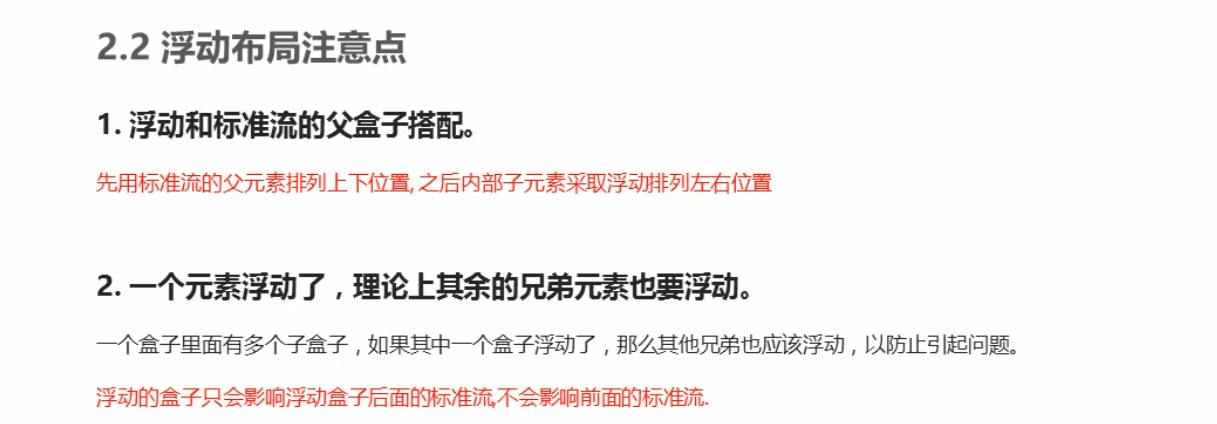 2.2 浮动布局注意点
1. 浮动和标准流的父盒子搭配。
先用标准流的父元素排列上下位置, 之后内部子元素采取浮动排列左右位置
2. 一个元素浮动了，理论上其余的兄弟元素也要浮动。
一个盒子里面有多个子盒子，如果其中一个盒子浮动了，那么其他兄弟也应该浮动，以防止引起问题。
浮动的盒子只会影响浮动盒子后面的标准流,不会影响前面的标准流.